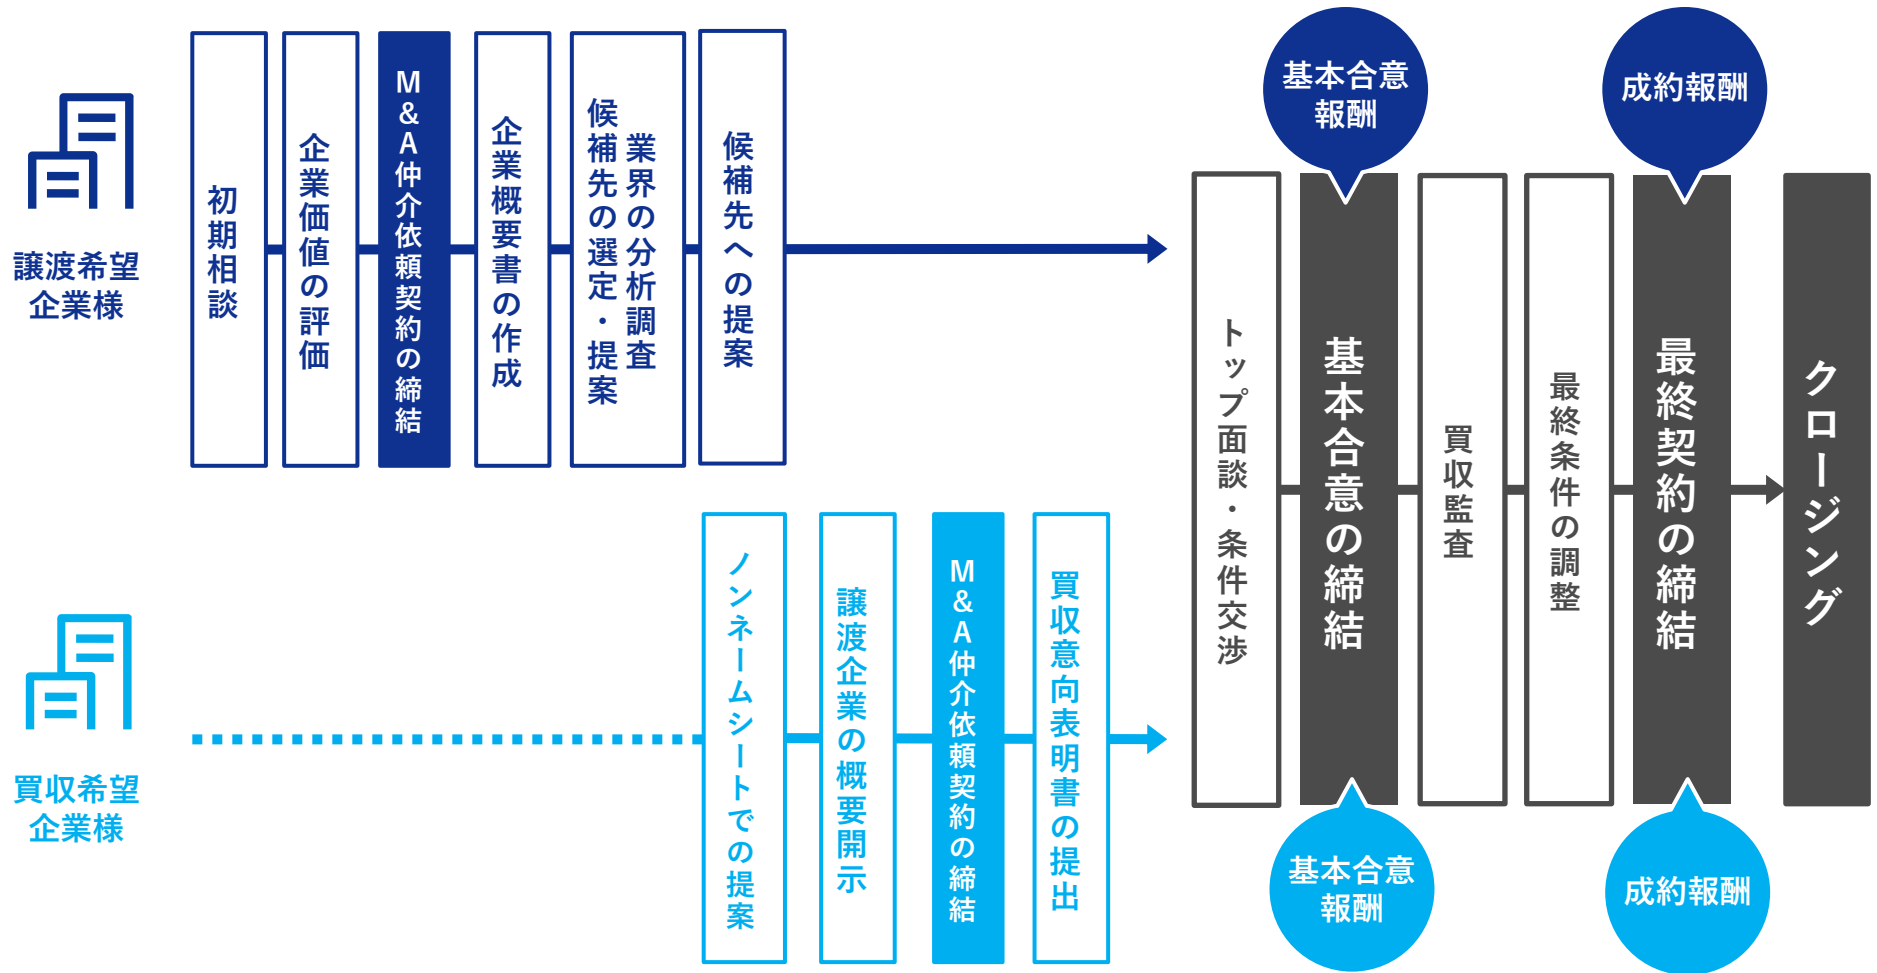 譲渡希望
企業様
初期相談
企業価値の評価
M&A仲介依頼契約の締結
企業概要書の作成
業界の分析調査
候補先の選定・提案
候補先への提案
買収希望
企業様
ノンネームシートでの提案
譲渡企業の概要開示
M&A仲介依頼契約の締結
買収意向表明書の提出
トップ面談・条件交渉
基本合意
報酬
基本合意の締結
基本合意
報酬
買収監査
最終条件の調整
成約報酬
最終契約の締結
成約報酬
クロージング